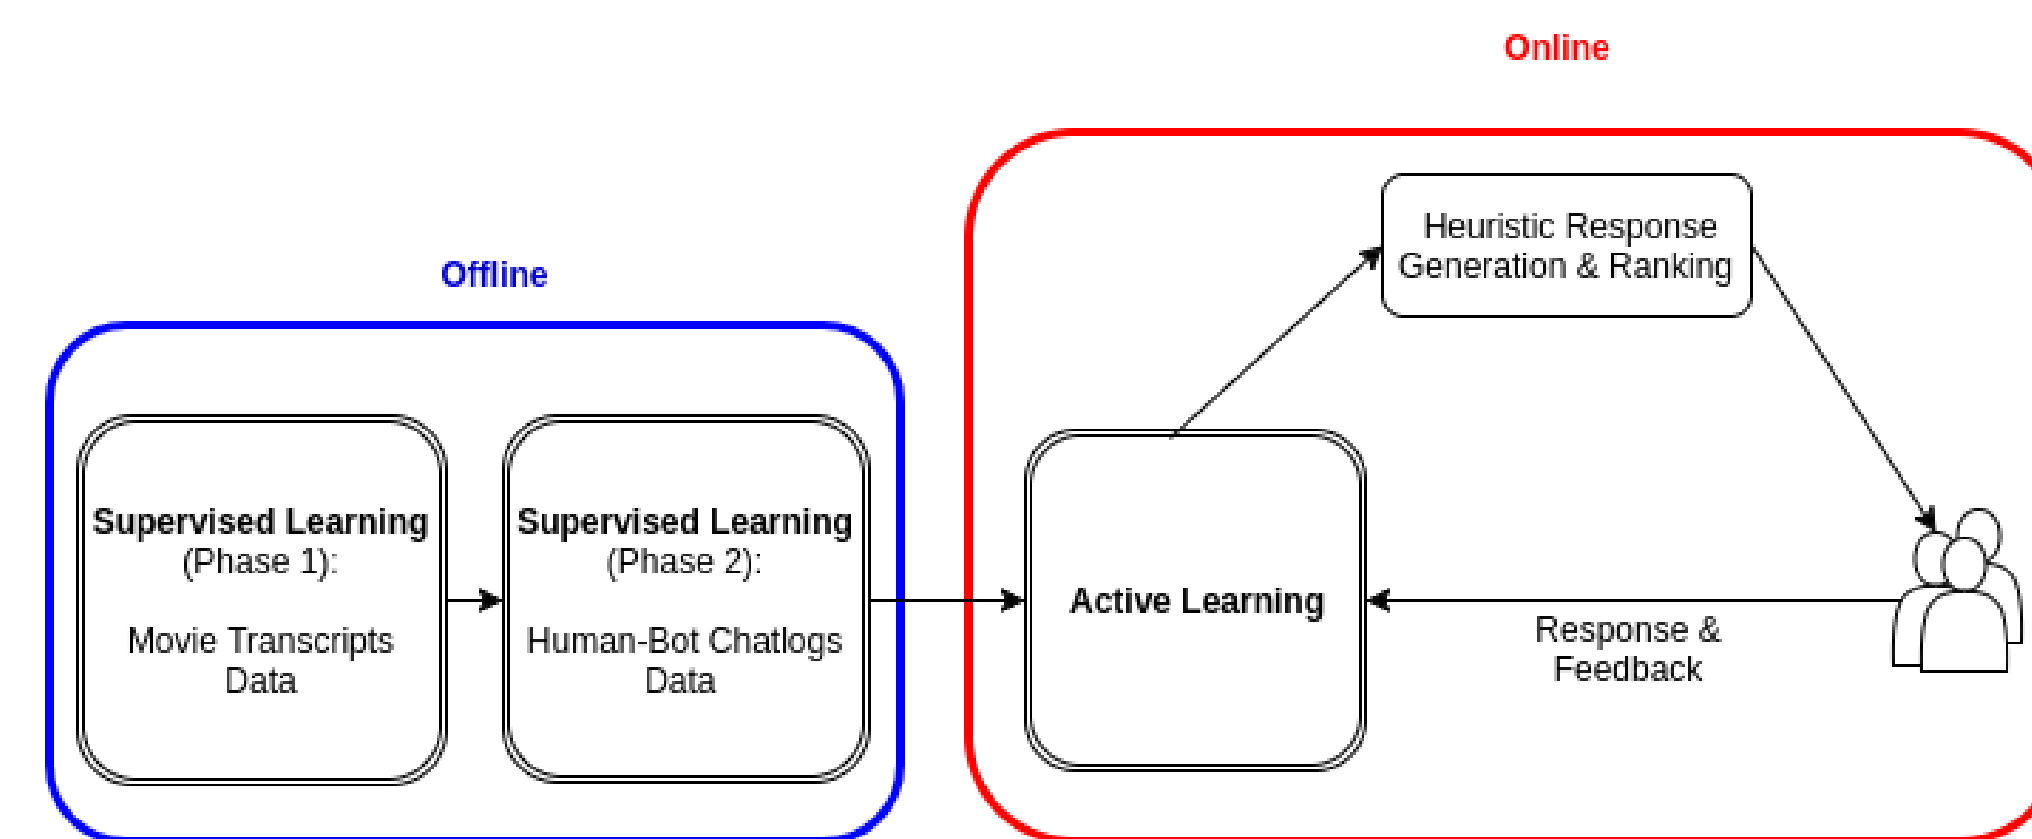 Online
Heuristic Response
Generation & Ranking
Offline
Supervised Learning
(Phase 1):
Movie Transcripts
Data
Supervised Learning
(Phase 2):
Human-Bot Chatlogs
Data
Active Learning
Response &
Feedback